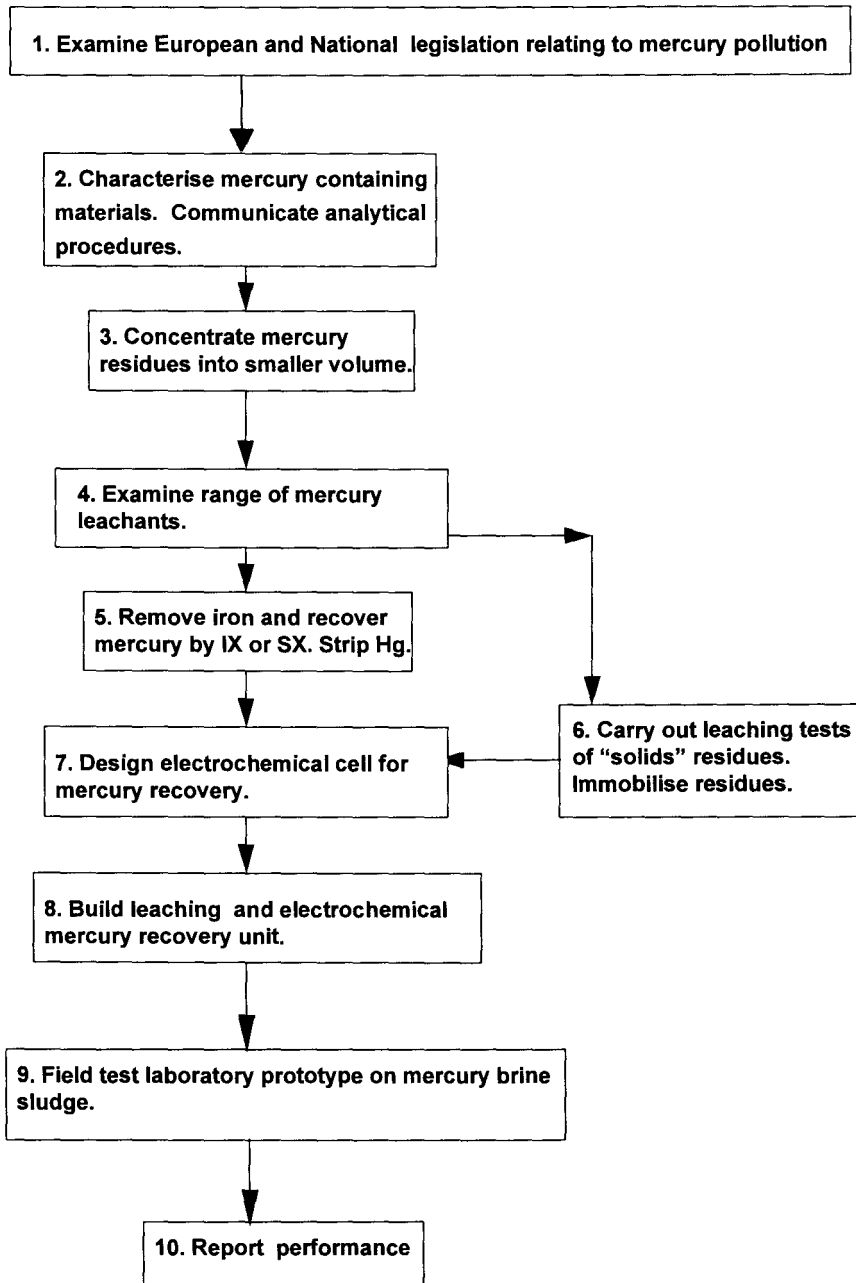 1. Examine European and National legislation relating to mercury pollution
2. Characterise mercury containing
materials. Communicate analytical
procedures.
3. Concentrate mercury
residues into smaller volume.
4. Examine range of mercury
leachants.
5. Remove iron and recover
mercury by IX or SX. Strip Hg.
6. Carry out leaching tests
of “solids” residues.
Immobilise residues.
7. Design electrochemical cell for
mercury recovery.
8. Build leaching and electrochemical
mercury recovery unit.
9. Field test laboratory prototype on mercury brine
sludge.
10. Report performance